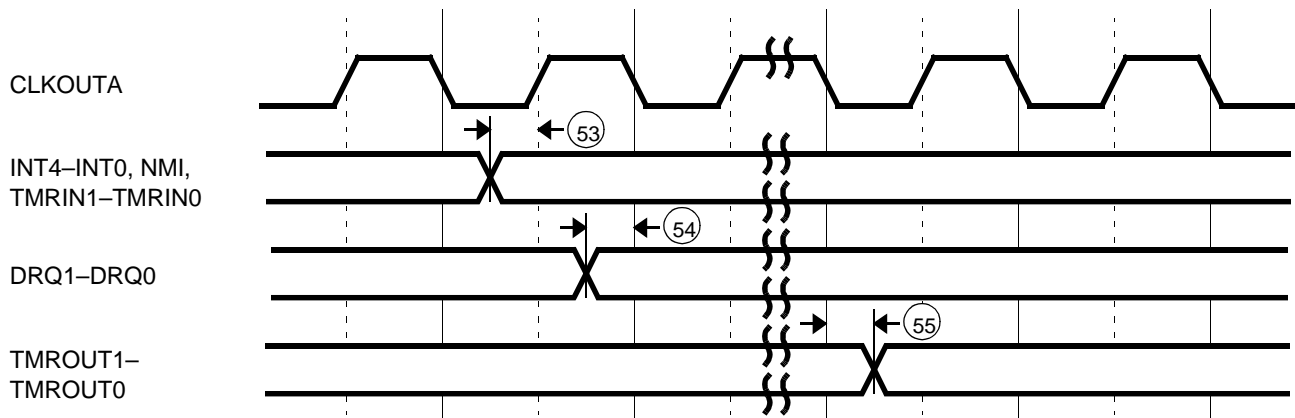 CLKOUTA
53
INT4–INT0, NMI,
TMRIN1–TMRIN0
54
DRQ1–DRQ0
55
TMROUT1–
TMROUT0